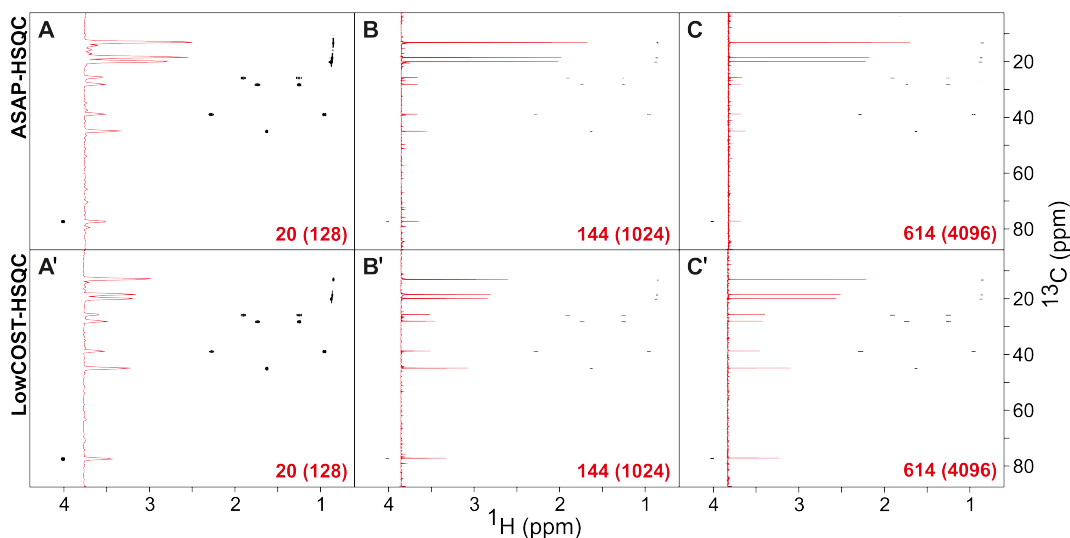 ASAP-HSQC
A
B
C
20
40
60
80
20 (128)
144 (1024)
614 (4096)
LowCOST-HSQC
A'
B'
C'
20
40
60
80
20 (128)
144 (1024)
614 (4096)
13C (ppm)
4 3 2 1 4 3 2 1 4 3 2 1
1H (ppm)